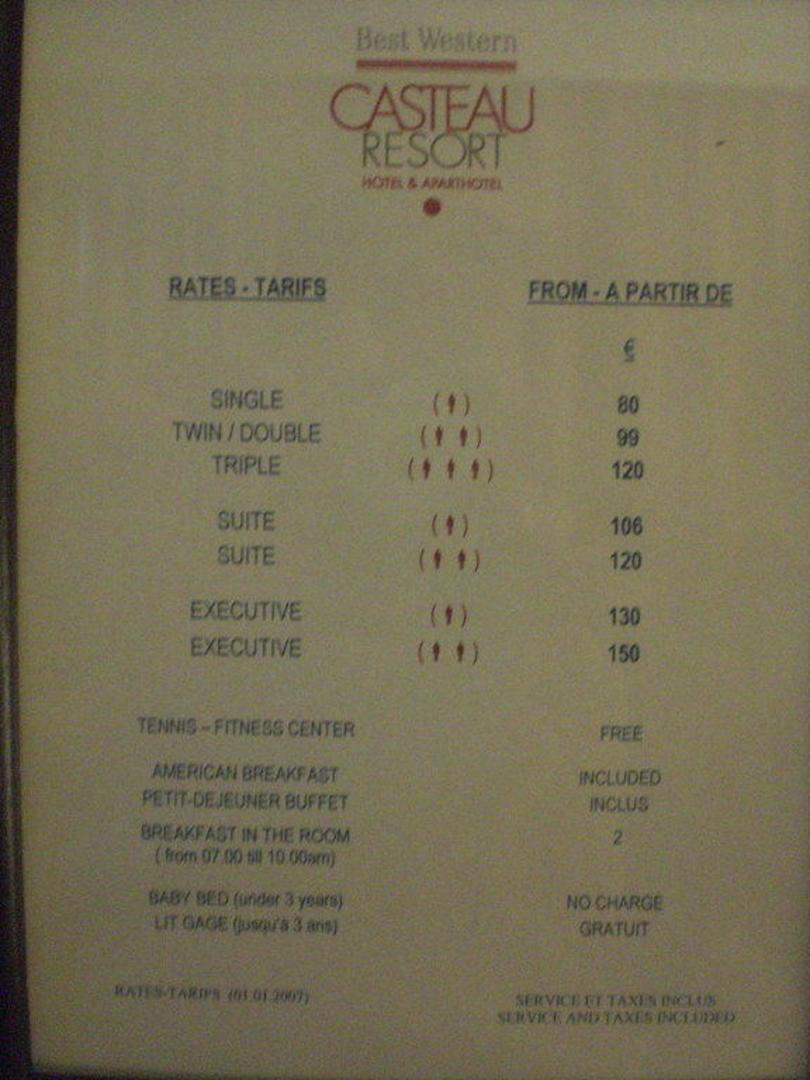 Best Western
CASTEAU
RESORT
HOTEL & APARTHOTEL
RATES - TARIFS FROM - A PARTIR DE
€
SINGLE ( ) 80
TWIN / DOUBLE ( ) 99
TRIPLE ( ) 120
SUITE ( ) 106
SUITE ( ) 120
EXECUTIVE ( ) 130
EXECUTIVE ( ) 150
TENNIS – FITNESS CENTER FREE
AMERICAN BREAKFAST INCLUDED
PETIT-DEJEUNER BUFFET INCLUS
BREAKFAST IN THE ROOM 2
( from 07.00 till 10.00am)
BABY BED (under 3 years) NO CHARGE
LIT GAGE (jusqu'a 3 ans) GRATUIT
RATES-TARIFS (01.01.2007) SERVICE ET TAXES INCLUS
SERVICE AND TAXES INCLUDED